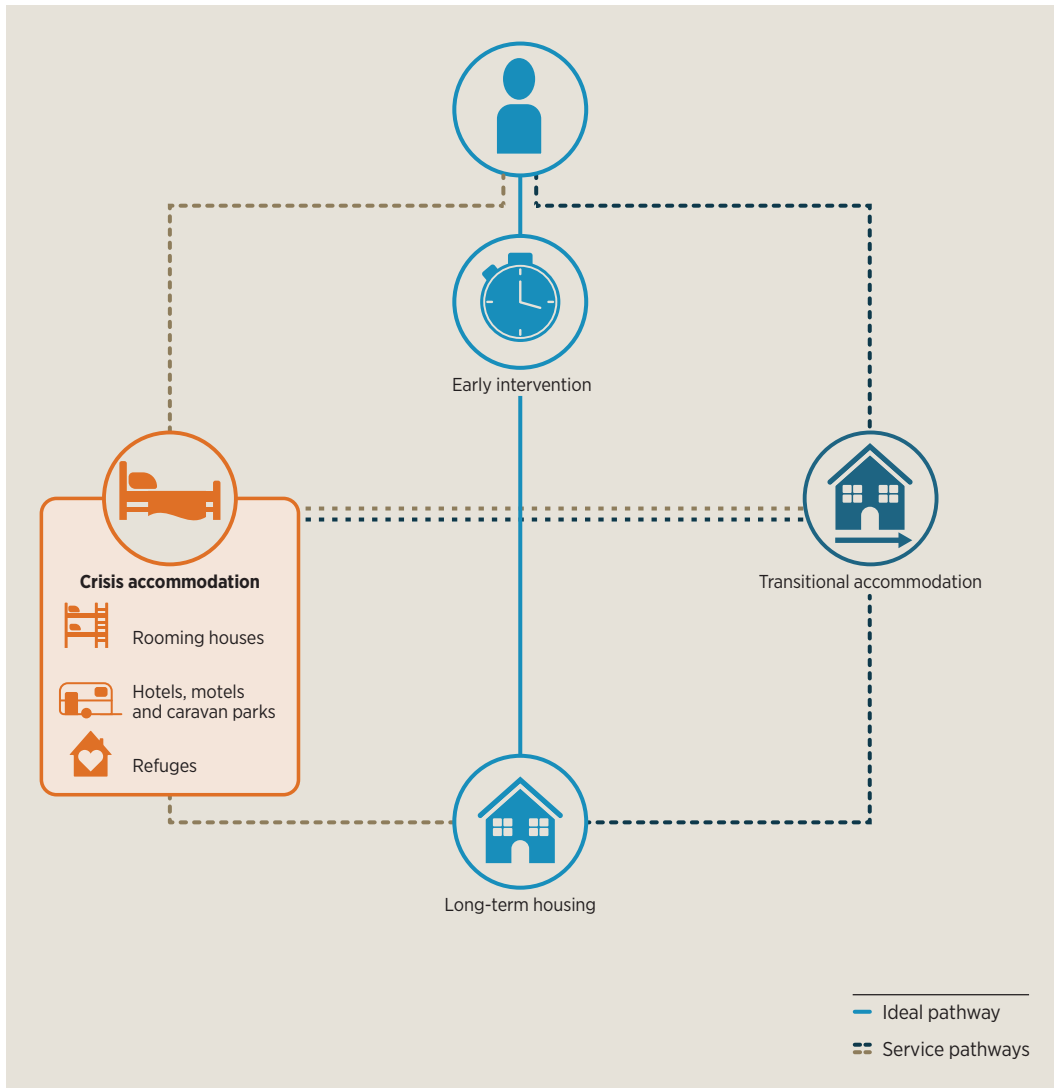 Early intervention
Crisis accommodation
Rooming houses
Hotels, motels
and caravan parks
Refuges
Transitional accommodation
Long-term housing
Ideal pathway
Service pathways